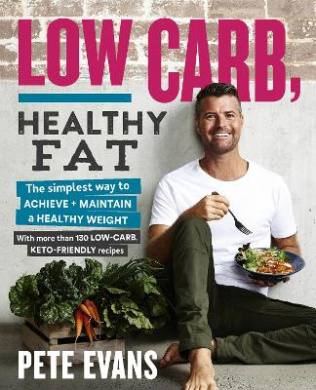 LOW CARB,
HEALTHY
FAT
The simplest way to
ACHIEVE + MAINTAIN
a HEALTHY WEIGHT
With more than 130 LOW-CARB,
KETO-FRIENDLY recipes
PETE EVANS